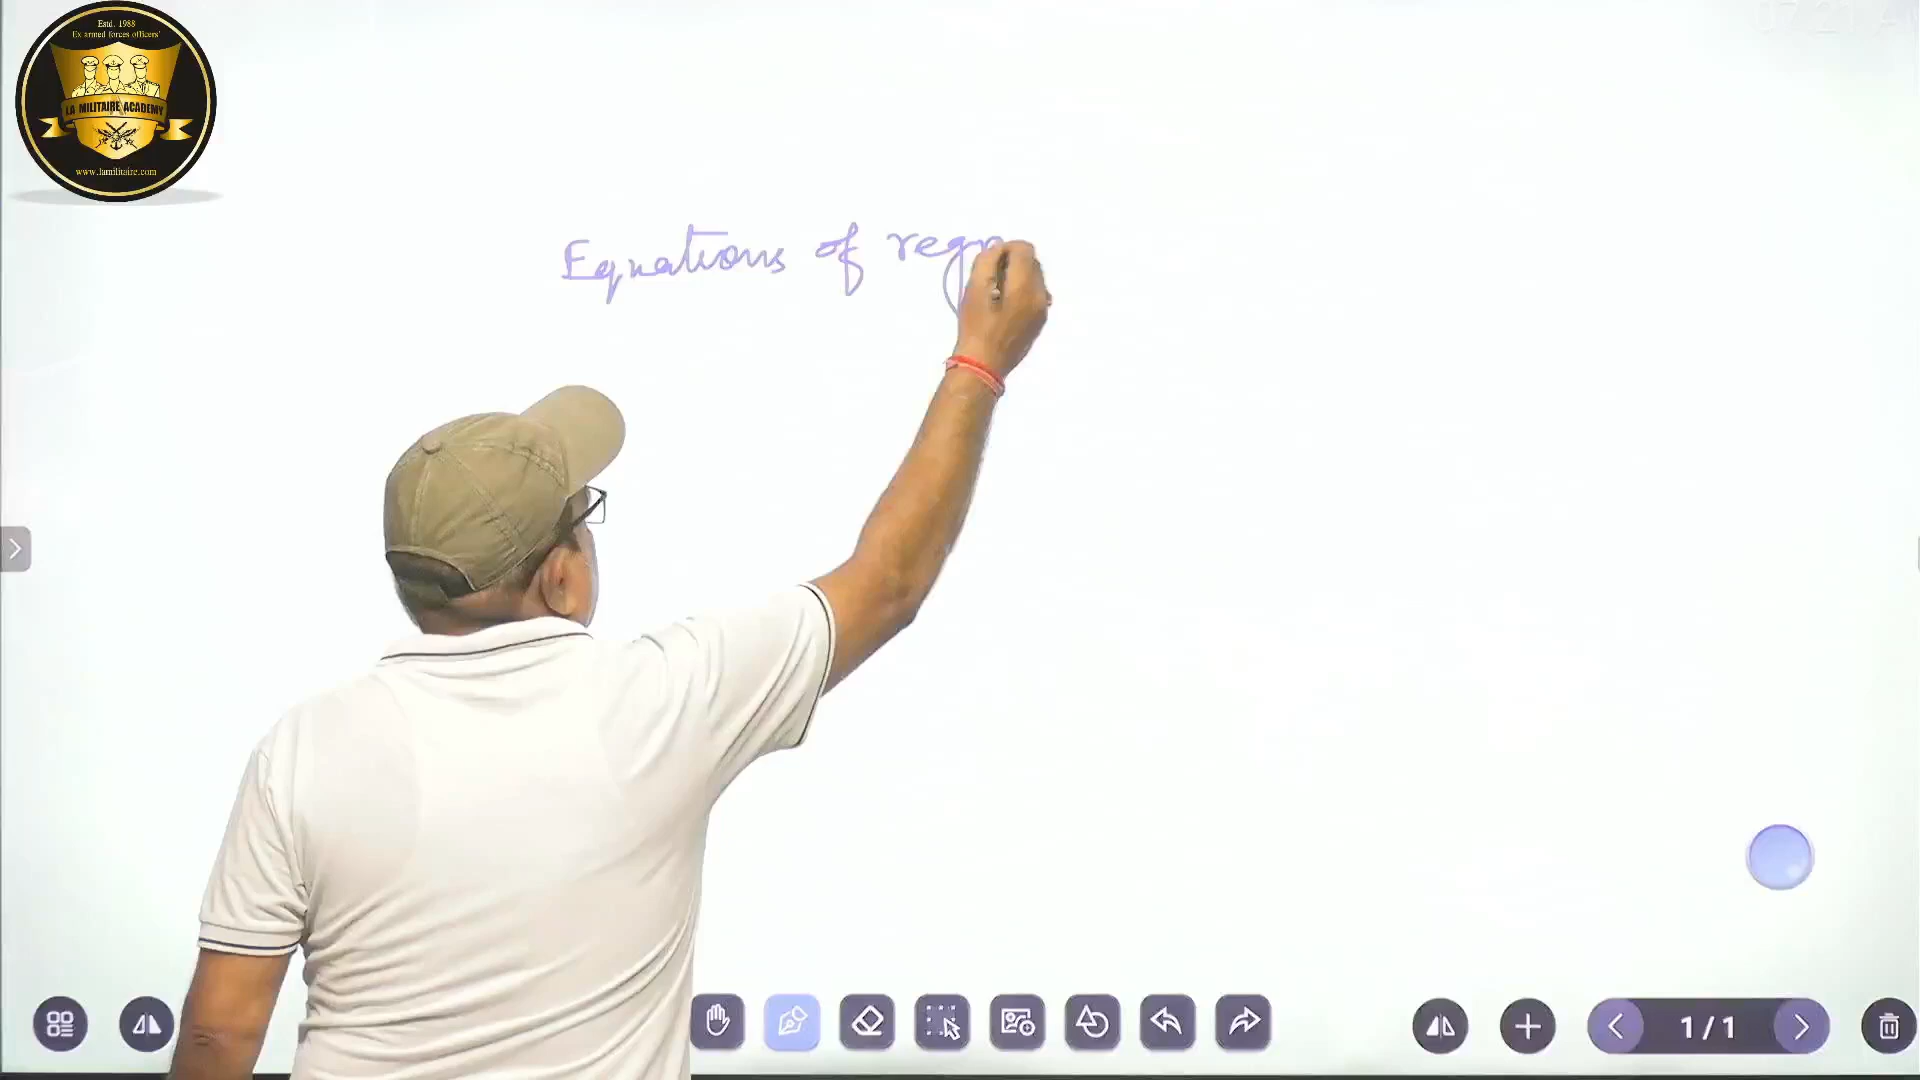 Estd. 1988
Ex armed forces officers'
LA MILITAIRE ACADEMY
www.lamilitaire.com
Equations of regr
1/1